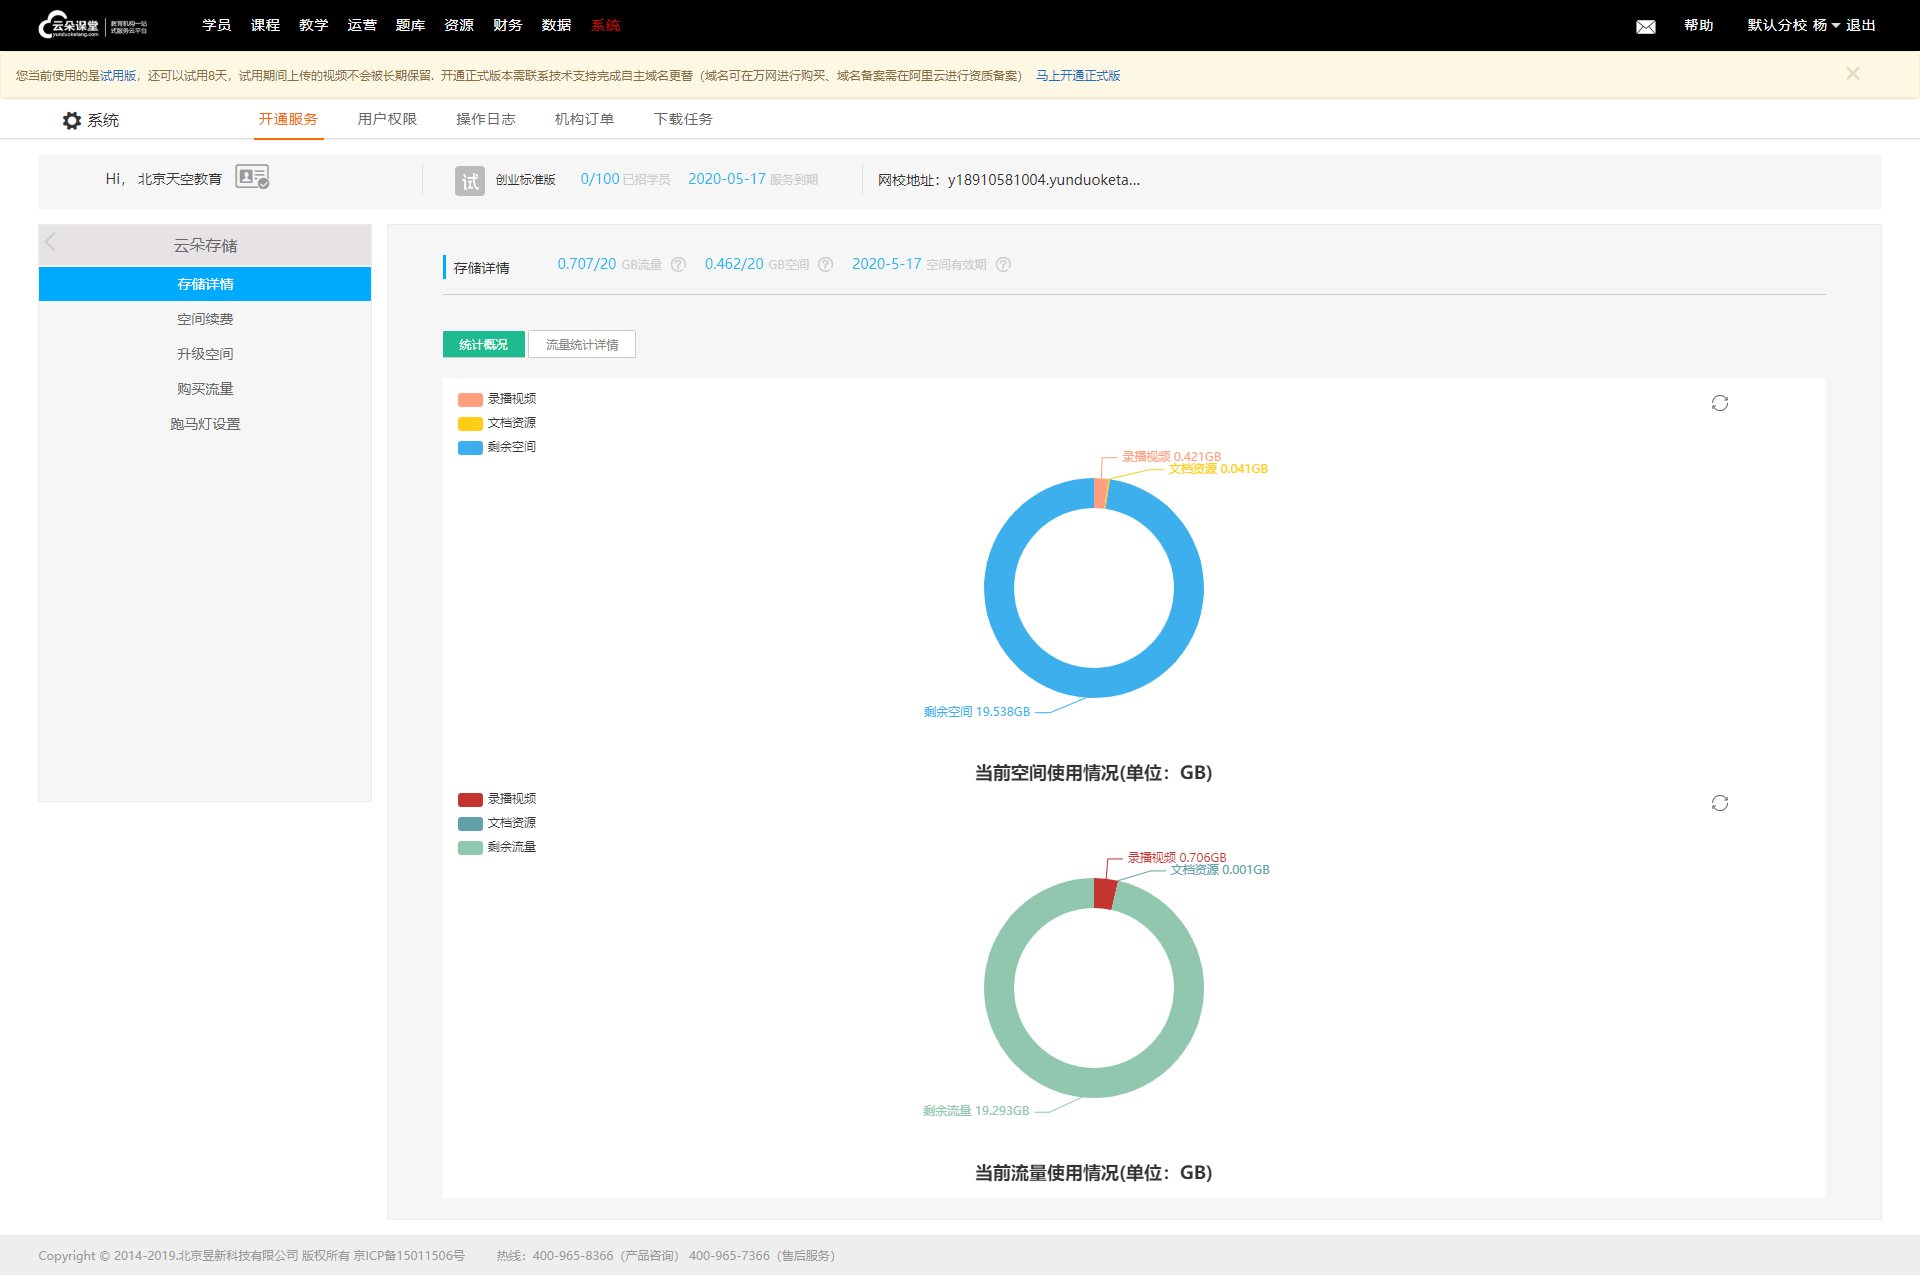 云朵课堂 教育机构一站
yunduoketang.com 式服务云平台
学员 课程 教学 运营 题库 资源 财务 数据 系统
帮助 默认分校 杨 退出
您当前使用的是试用版，还可以试用8天，试用期间上传的视频不会被长期保留. 开通正式版本需联系技术支持完成自主域名更替（域名可在万网进行购买、域名备案需在阿里云进行资质备案） 马上开通正式版
系统
开通服务 用户权限 操作日志 机构订单 下载任务
Hi， 北京天空教育
试 创业标准版 0/100 已招学员 2020-05-17 服务到期
网校地址：y18910581004.yunduoketa...
云朵存储
存储详情
空间续费
升级空间
购买流量
跑马灯设置
存储详情 0.707/20 GB流量 ? 0.462/20 GB空间 ? 2020-5-17 空间有效期 ?
统计概况 流量统计详情
录播视频
文档资源
剩余空间
录播视频 0.421GB
文档资源 0.041GB
剩余空间 19.538GB
当前空间使用情况(单位：GB)
录播视频
文档资源
剩余流量
录播视频 0.706GB
文档资源 0.001GB
剩余流量 19.293GB
当前流量使用情况(单位：GB)
Copyright © 2014-2019.北京昱新科技有限公司 版权所有 京ICP备15011506号 热线：400-965-8366（产品咨询） 400-965-7366（售后服务）